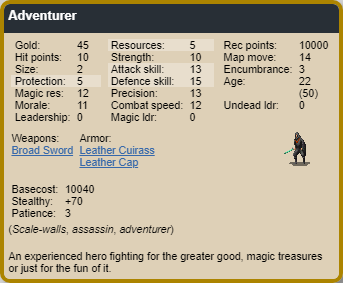 Adventurer
Gold: 45 Resources: 5 Rec points: 10000
Hit points: 10 Strength: 10 Map move: 14
Size: 2 Attack skill: 13 Encumbrance: 3
Protection: 5 Defence skill: 15 Age: 22
Magic res: 12 Precision: 13 (50)
Morale: 11 Combat speed: 12 Undead ldr: 0
Leadership: 0 Magic ldr: 0
Weapons: Armor:
Broad Sword Leather Cuirass
Leather Cap
Basecost: 10040
Stealthy: +70
Patience: 3
(Scale-walls, assassin, adventurer)
An experienced hero fighting for the greater good, magic treasures
or just for the fun of it.